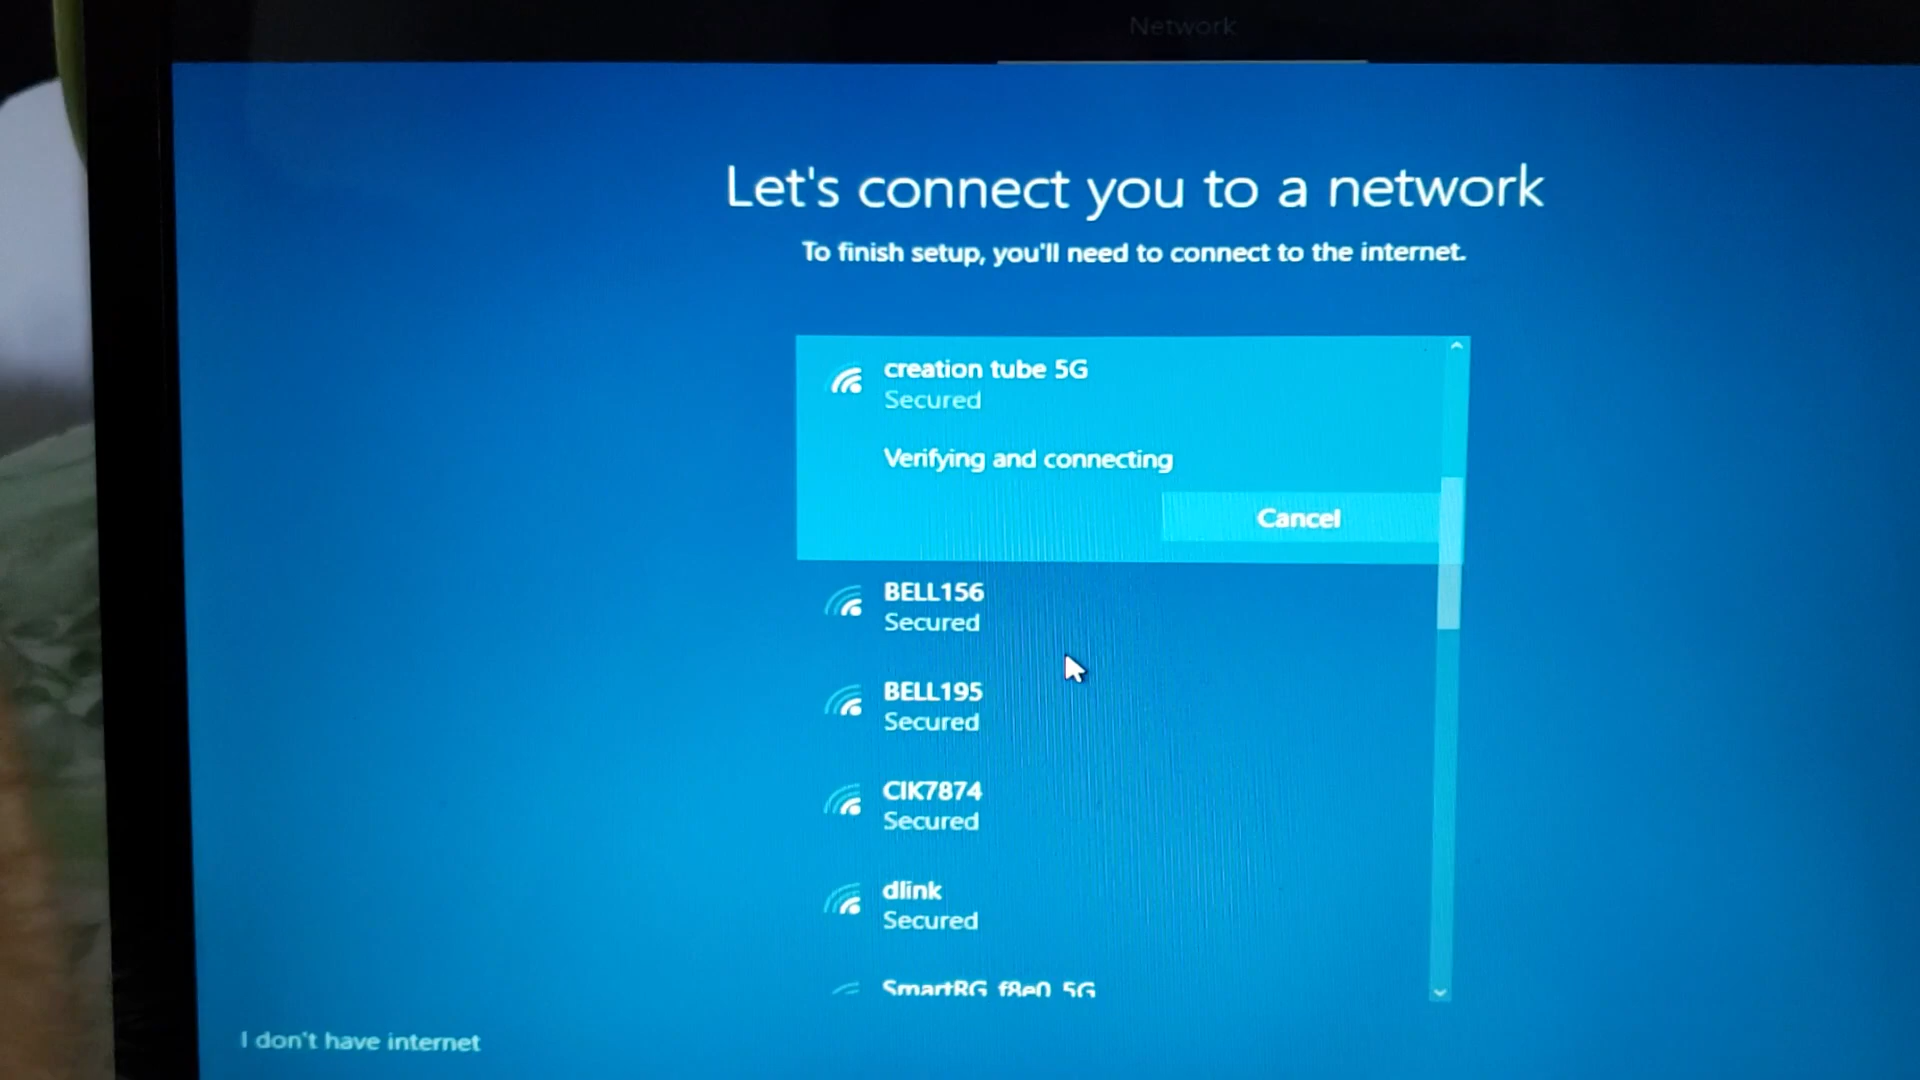 Network
Let's connect you to a network
To finish setup, you'll need to connect to the internet.
creation tube 5G
Secured
Verifying and connecting
Cancel
BELL156
Secured
BELL195
Secured
CIK7874
Secured
dlink
Secured
SmartRG_f8e0_5G
I don't have internet